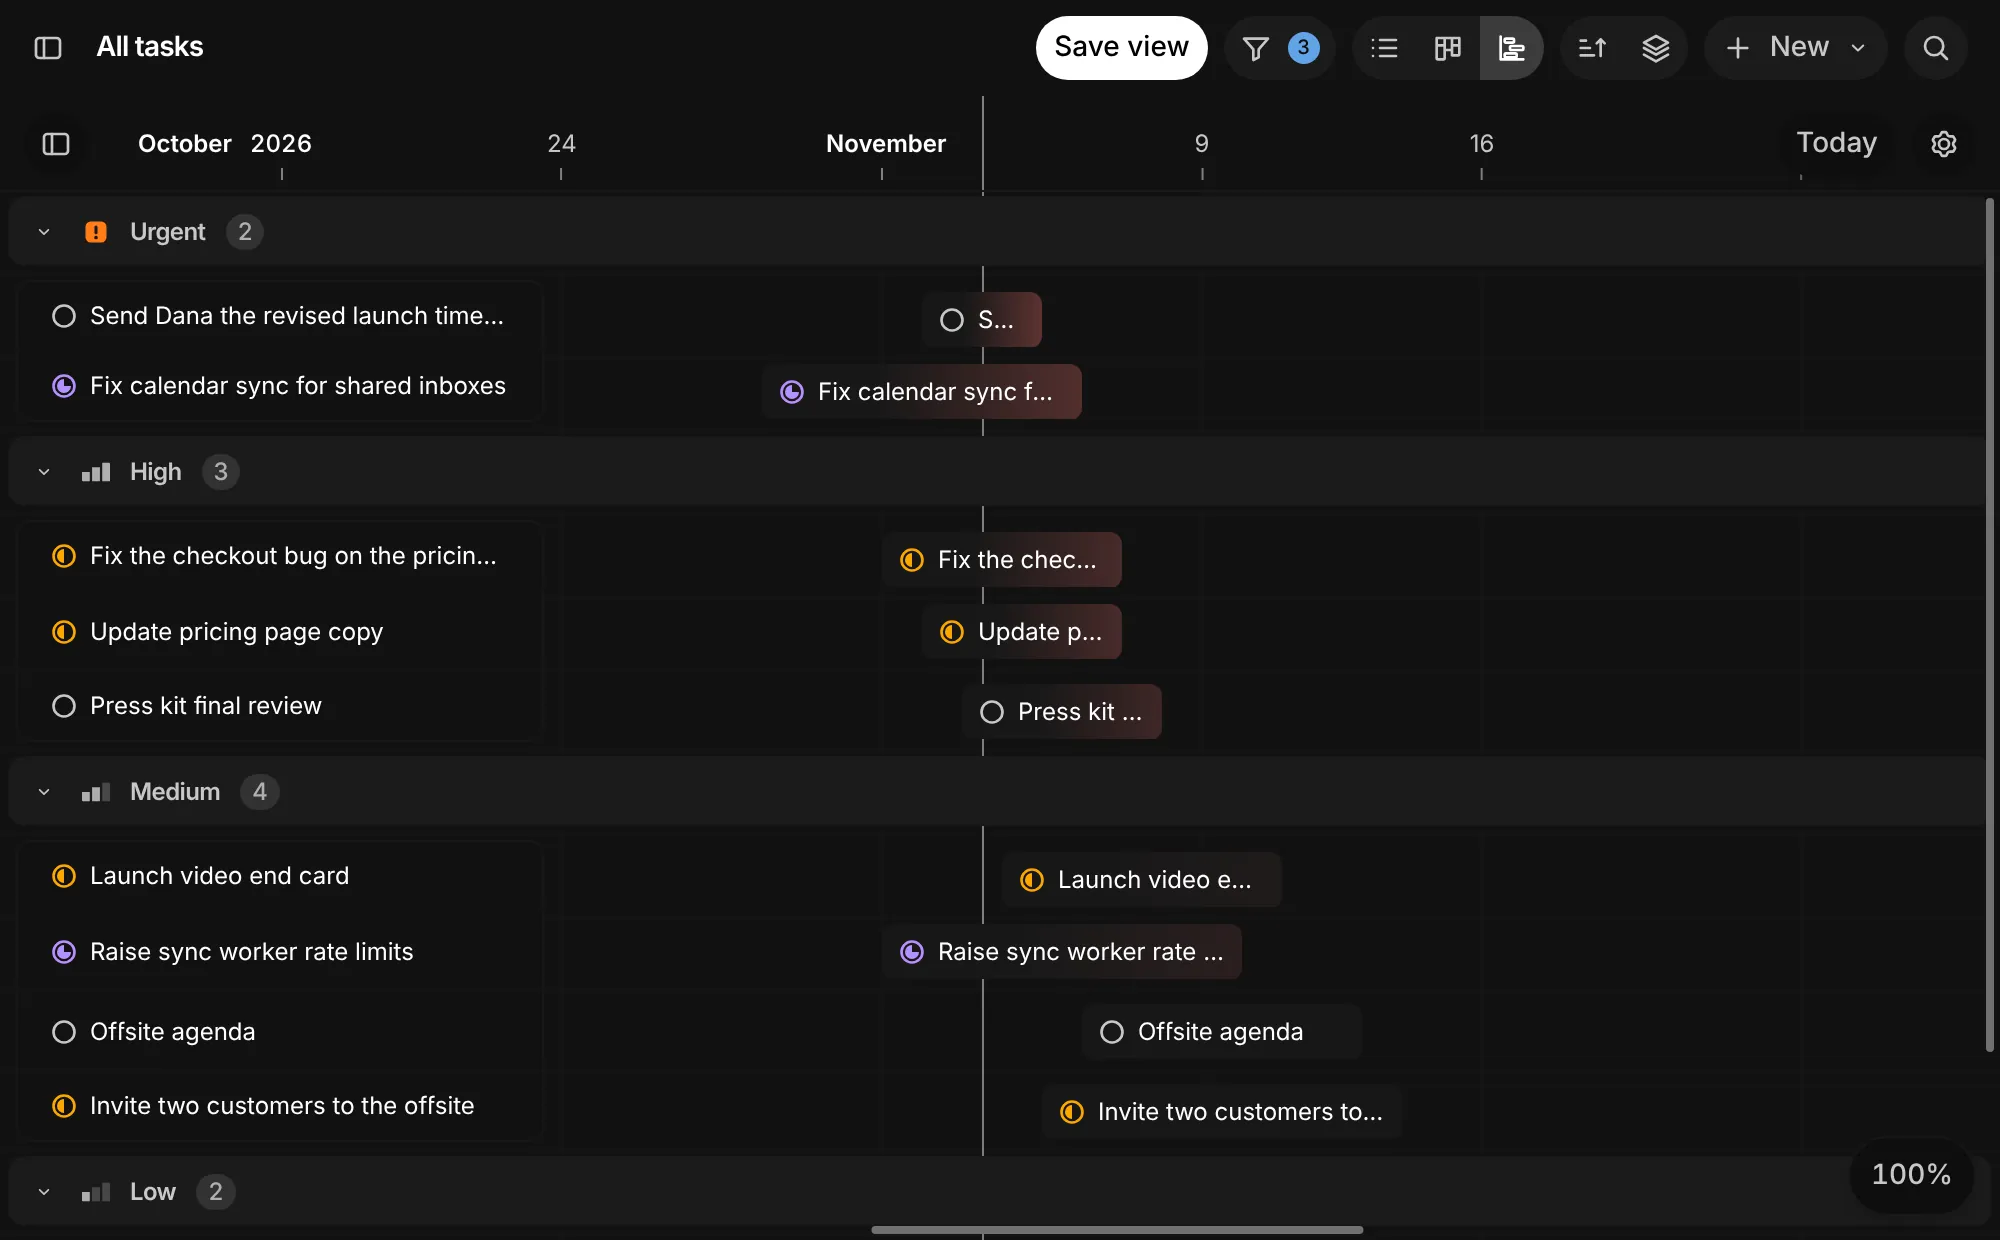 All tasks
Save view
3
New
October 2026
24
November
9
16
Today
Urgent 2
Send Dana the revised launch time...
S...
Fix calendar sync for shared inboxes
Fix calendar sync f...
High 3
Fix the checkout bug on the pricin...
Fix the chec...
Update pricing page copy
Update p...
Press kit final review
Press kit ...
Medium 4
Launch video end card
Launch video e...
Raise sync worker rate limits
Raise sync worker rate ...
Offsite agenda
Offsite agenda
Invite two customers to the offsite
Invite two customers to...
Low 2
100%